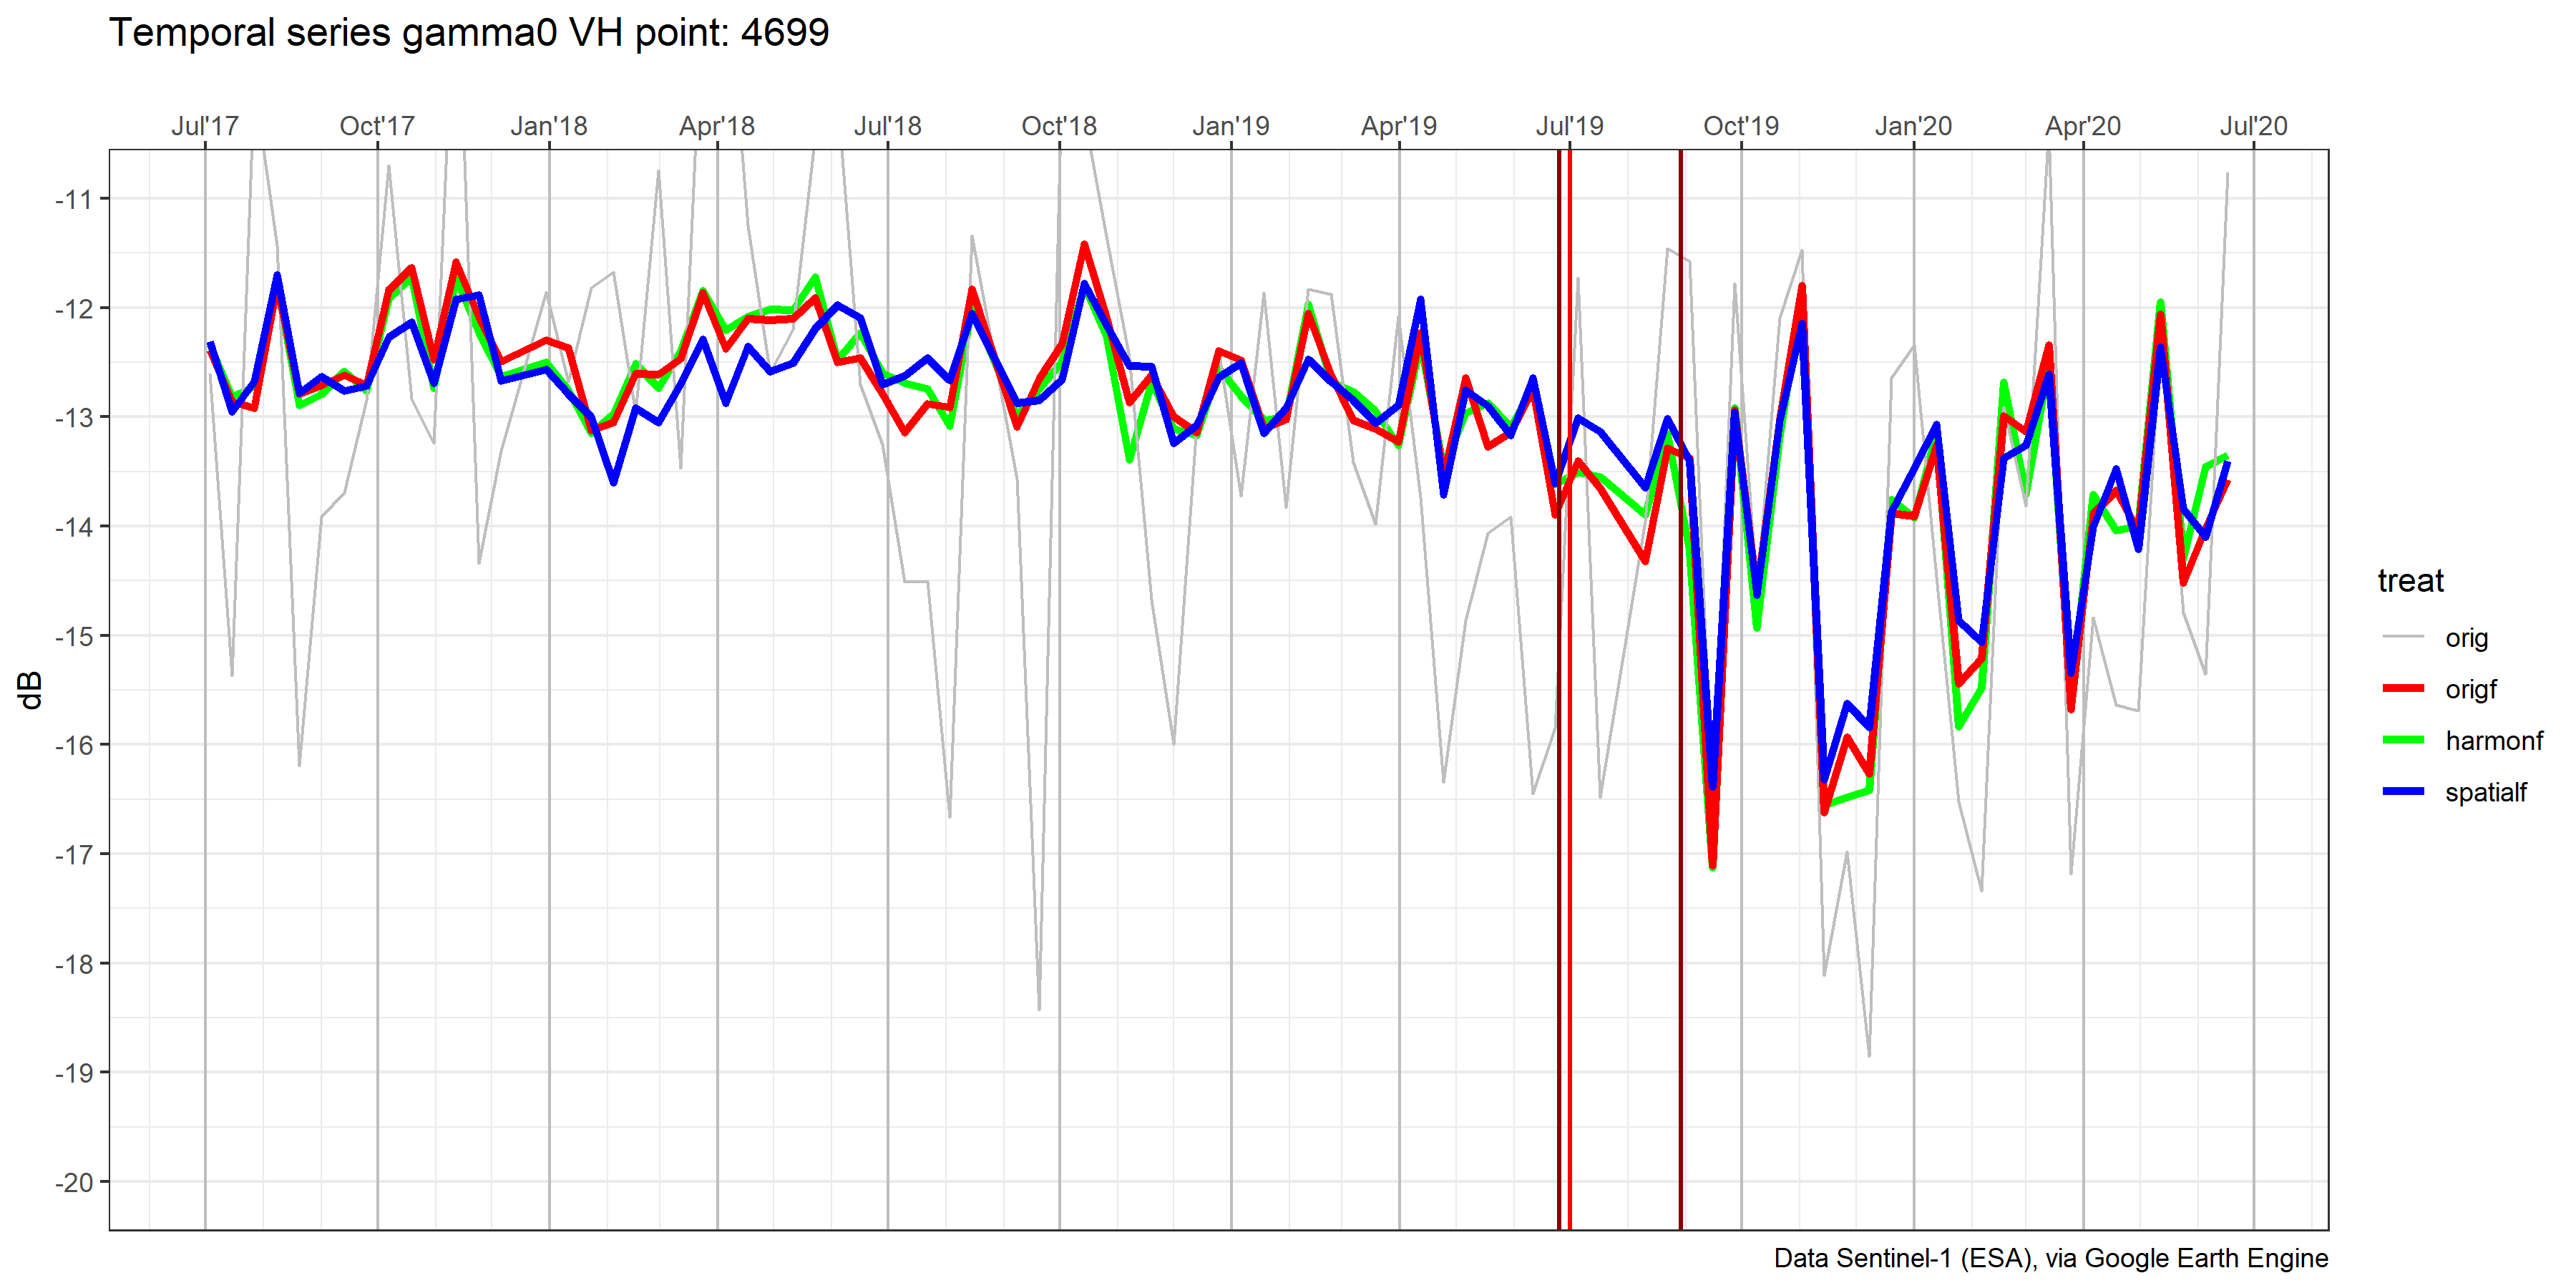 Temporal series gamma0 VH point: 4699
Jul'17 Oct'17 Jan'18 Apr'18 Jul'18 Oct'18 Jan'19 Apr'19 Jul'19 Oct'19 Jan'20 Apr'20 Jul'20
-11
-12
-13
-14
-15
-16
-17
-18
-19
-20
dB
treat
orig
origf
harmonf
spatialf
Data Sentinel-1 (ESA), via Google Earth Engine